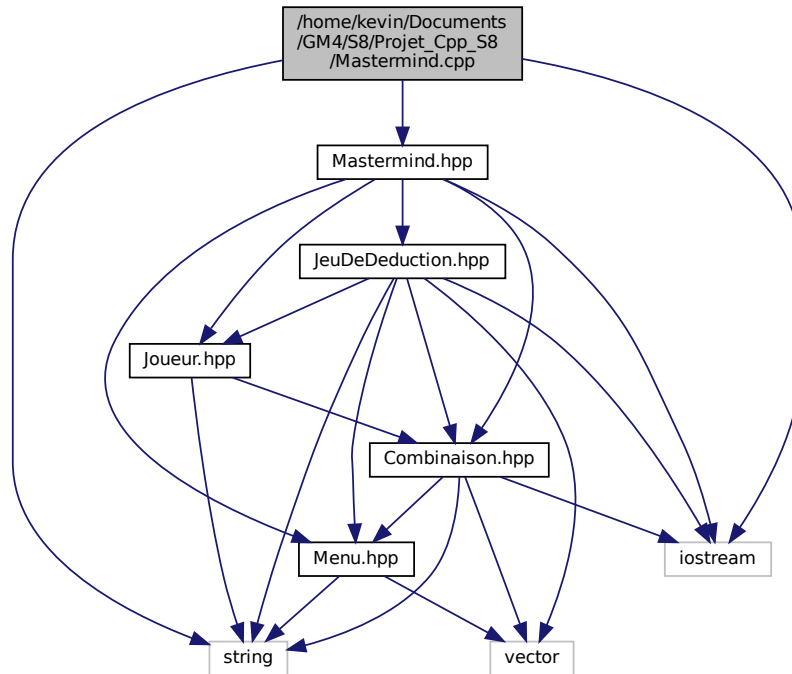 /home/kevin/Documents
/GM4/S8/Projet_Cpp_S8
/Mastermind.cpp
Mastermind.hpp
JeuDeDeduction.hpp
Joueur.hpp
Combinaison.hpp
Menu.hpp
iostream
string
vector